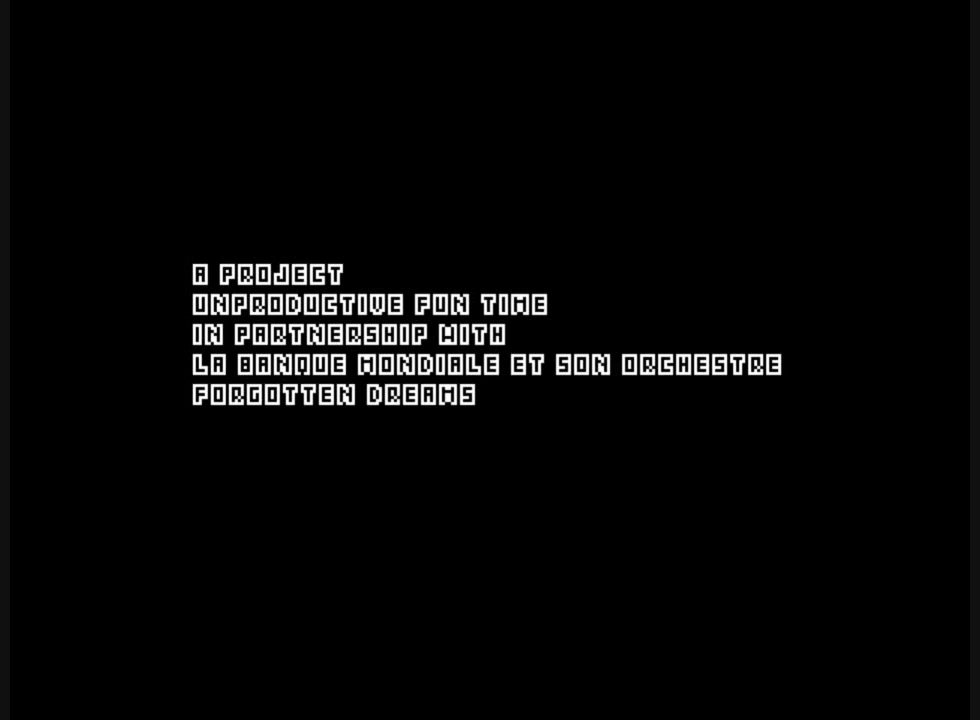 A PROJECT
UNPRODUCTIVE FUN TIME
IN PARTNERSHIP WITH
LA BANQUE MONDIALE ET SON ORCHESTRE
FORGOTTEN DREAMS